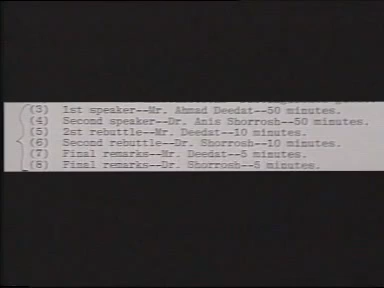 (3) 1st speaker--Mr. Ahmad Deedat--50 minutes.
(4) Second speaker--Dr. Anis Shorrosh--50 minutes.
(5) 2st rebuttle--Mr. Deedat--10 minutes.
(6) Second rebuttle--Dr. Shorrosh--10 minutes.
(7) Final remarks--Mr. Deedat--5 minutes.
(8) Final remarks--Dr. Shorrosh--5 minutes.